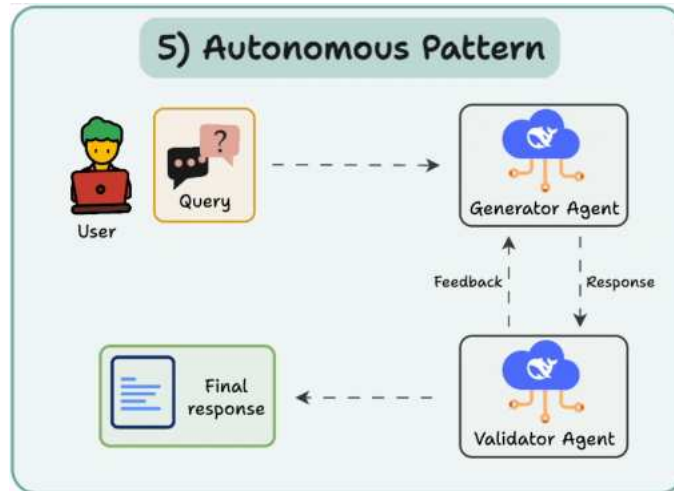 5) Autonomous Pattern
?
Query
User
Generator Agent
Feedback
Response
Final
response
Validator Agent